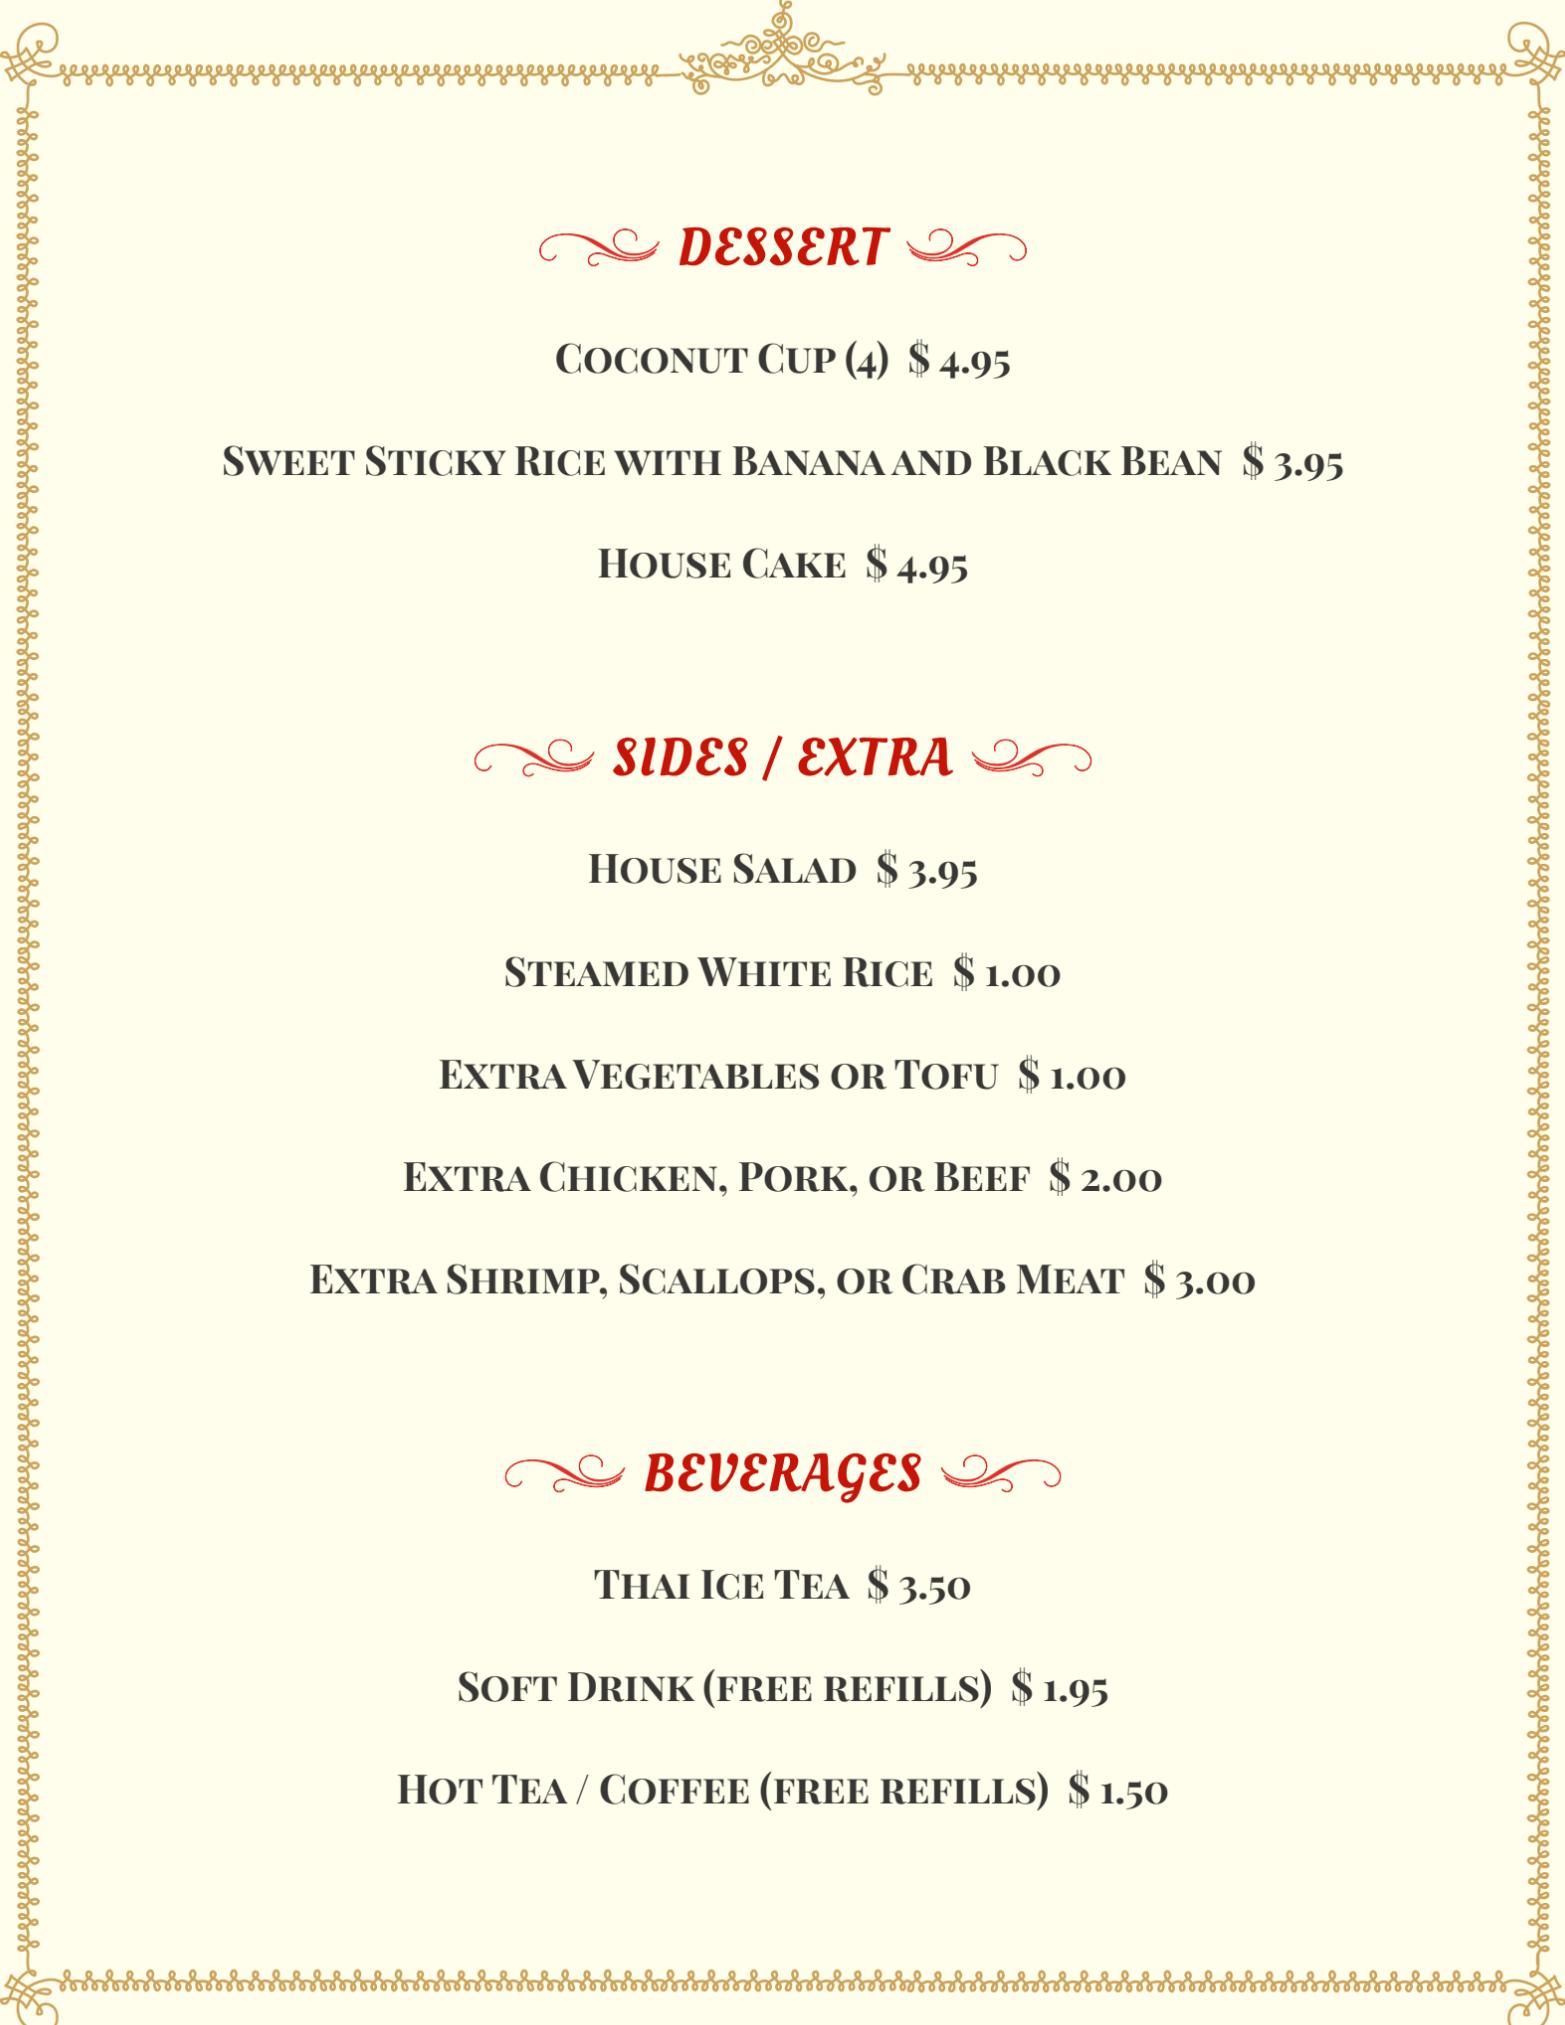 DESSERT
Coconut Cup (4) $ 4.95
Sweet Sticky Rice with Banana and Black Bean $ 3.95
House Cake $ 4.95
SIDES / EXTRA
House Salad $ 3.95
Steamed White Rice $ 1.00
Extra Vegetables or Tofu $ 1.00
Extra Chicken, Pork, or Beef $ 2.00
Extra Shrimp, Scallops, or Crab Meat $ 3.00
BEVERAGES
Thai Ice Tea $ 3.50
Soft Drink (free refills) $ 1.95
Hot Tea / Coffee (free refills) $ 1.50